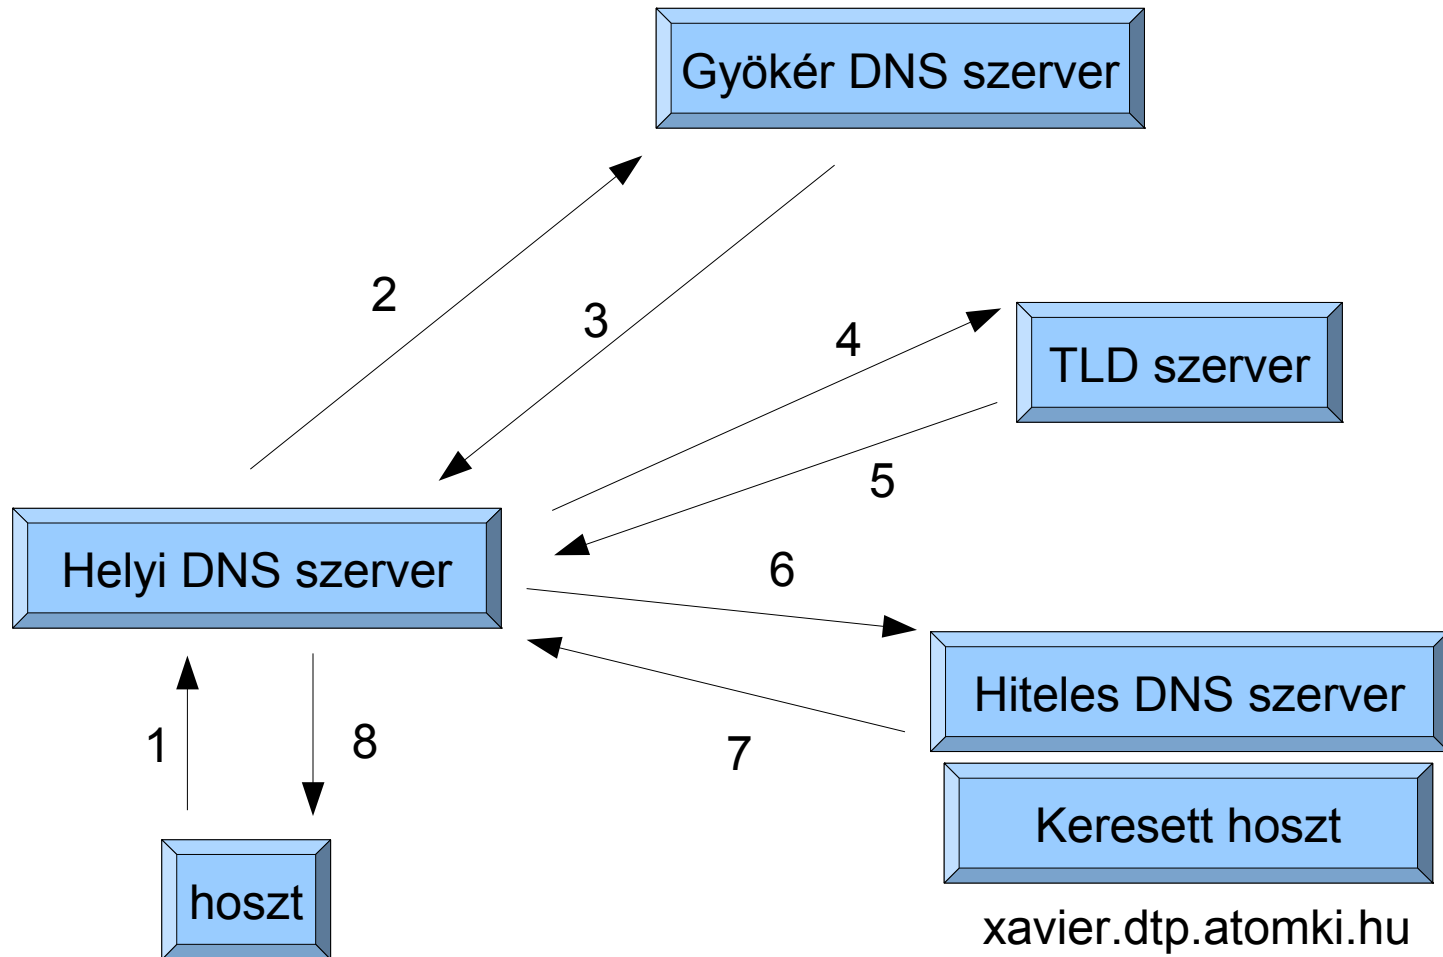 Gyökér DNS szerver
2
3
4
TLD szerver
5
Helyi DNS szerver
6
Hiteles DNS szerver
1
8
7
Keresett hoszt
hoszt
xavier.dtp.atomki.hu